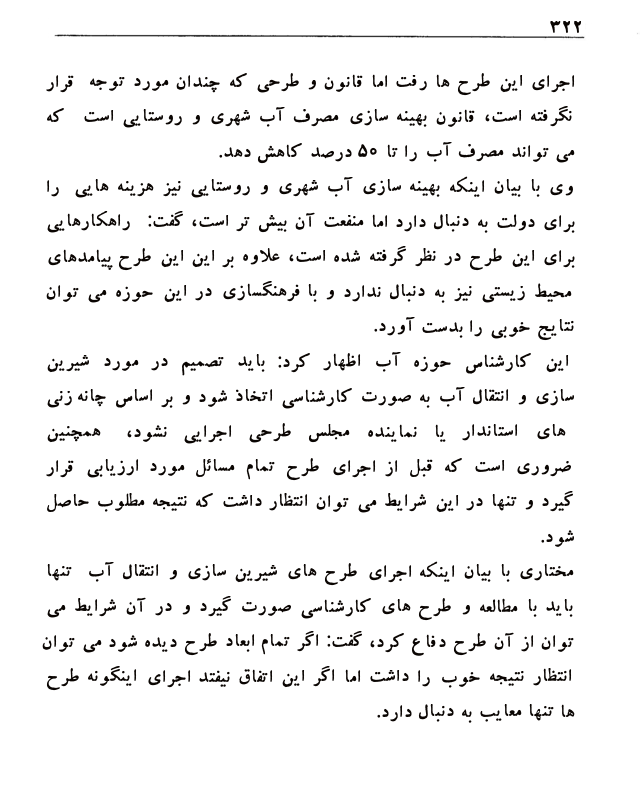 ۳۲۲
اجرای این طرح ها رفت اما قانون و طرحی که چندان مورد توجه قرار
نگرفته است، قانون بهینه سازی مصرف آب شهری و روستایی است که
می تواند مصرف آب را تا ۵۰ درصد کاهش دهد.
وی با بیان اینکه بهینه سازی آب شهری و روستایی نیز هزینه هایی را
برای دولت به دنبال دارد اما منفعت آن بیش تر است، گفت: راهکارهایی
برای این طرح در نظر گرفته شده است، علاوه بر این این طرح پیامدهای
محیط زیستی نیز به دنبال ندارد و با فرهنگسازی در این حوزه می توان
نتایج خوبی را بدست آورد.
این کارشناس حوزه آب اظهار کرد: باید تصمیم در مورد شیرین
سازی و انتقال آب به صورت کارشناسی اتخاذ شود و بر اساس چانه زنی
های استاندار یا نماینده مجلس طرحی اجرایی نشود، همچنین
ضروری است که قبل از اجرای طرح تمام مسائل مورد ارزیابی قرار
گیرد و تنها در این شرایط می توان انتظار داشت که نتیجه مطلوب حاصل
شود.
مختاری با بیان اینکه اجرای طرح های شیرین سازی و انتقال آب تنها
باید با مطالعه و طرح های کارشناسی صورت گیرد و در آن شرایط می
توان از آن طرح دفاع کرد، گفت: اگر تمام ابعاد طرح دیده شود می توان
انتظار نتیجه خوب را داشت اما اگر این اتفاق نیفتد اجرای اینگونه طرح
ها تنها معایب به دنبال دارد.